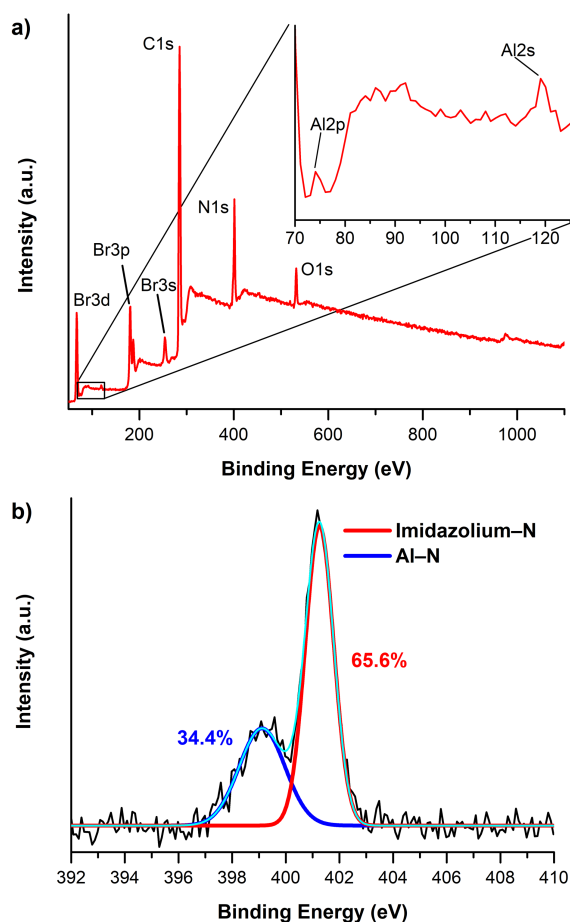 a)
C1s
Al2s
Al2p
N1s
Br3p
Br3s
O1s
Br3d
70 80 90 100 110 120
Intensity (a.u.)
200 400 600 800 1000
Binding Energy (eV)
b)
Imidazolium–N
Al–N
65.6%
34.4%
Intensity (a.u.)
392 394 396 398 400 402 404 406 408 410
Binding Energy (eV)